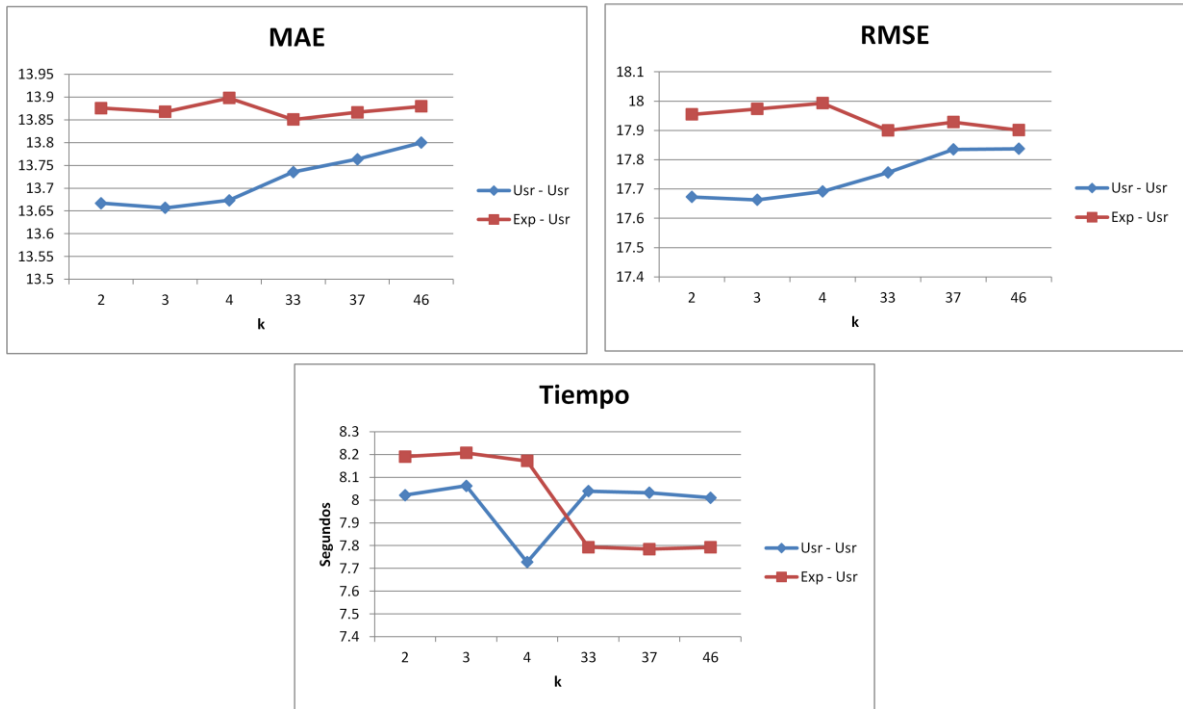 MAE
13.95
13.9
13.85
13.8
13.75
13.7
13.65
13.6
13.55
13.5
2 3 4 33 37 46
k
Usr - Usr
Exp - Usr
RMSE
18.1
18
17.9
17.8
17.7
17.6
17.5
17.4
2 3 4 33 37 46
k
Usr - Usr
Exp - Usr
Tiempo
Segundos
8.3
8.2
8.1
8
7.9
7.8
7.7
7.6
7.5
7.4
2 3 4 33 37 46
k
Usr - Usr
Exp - Usr